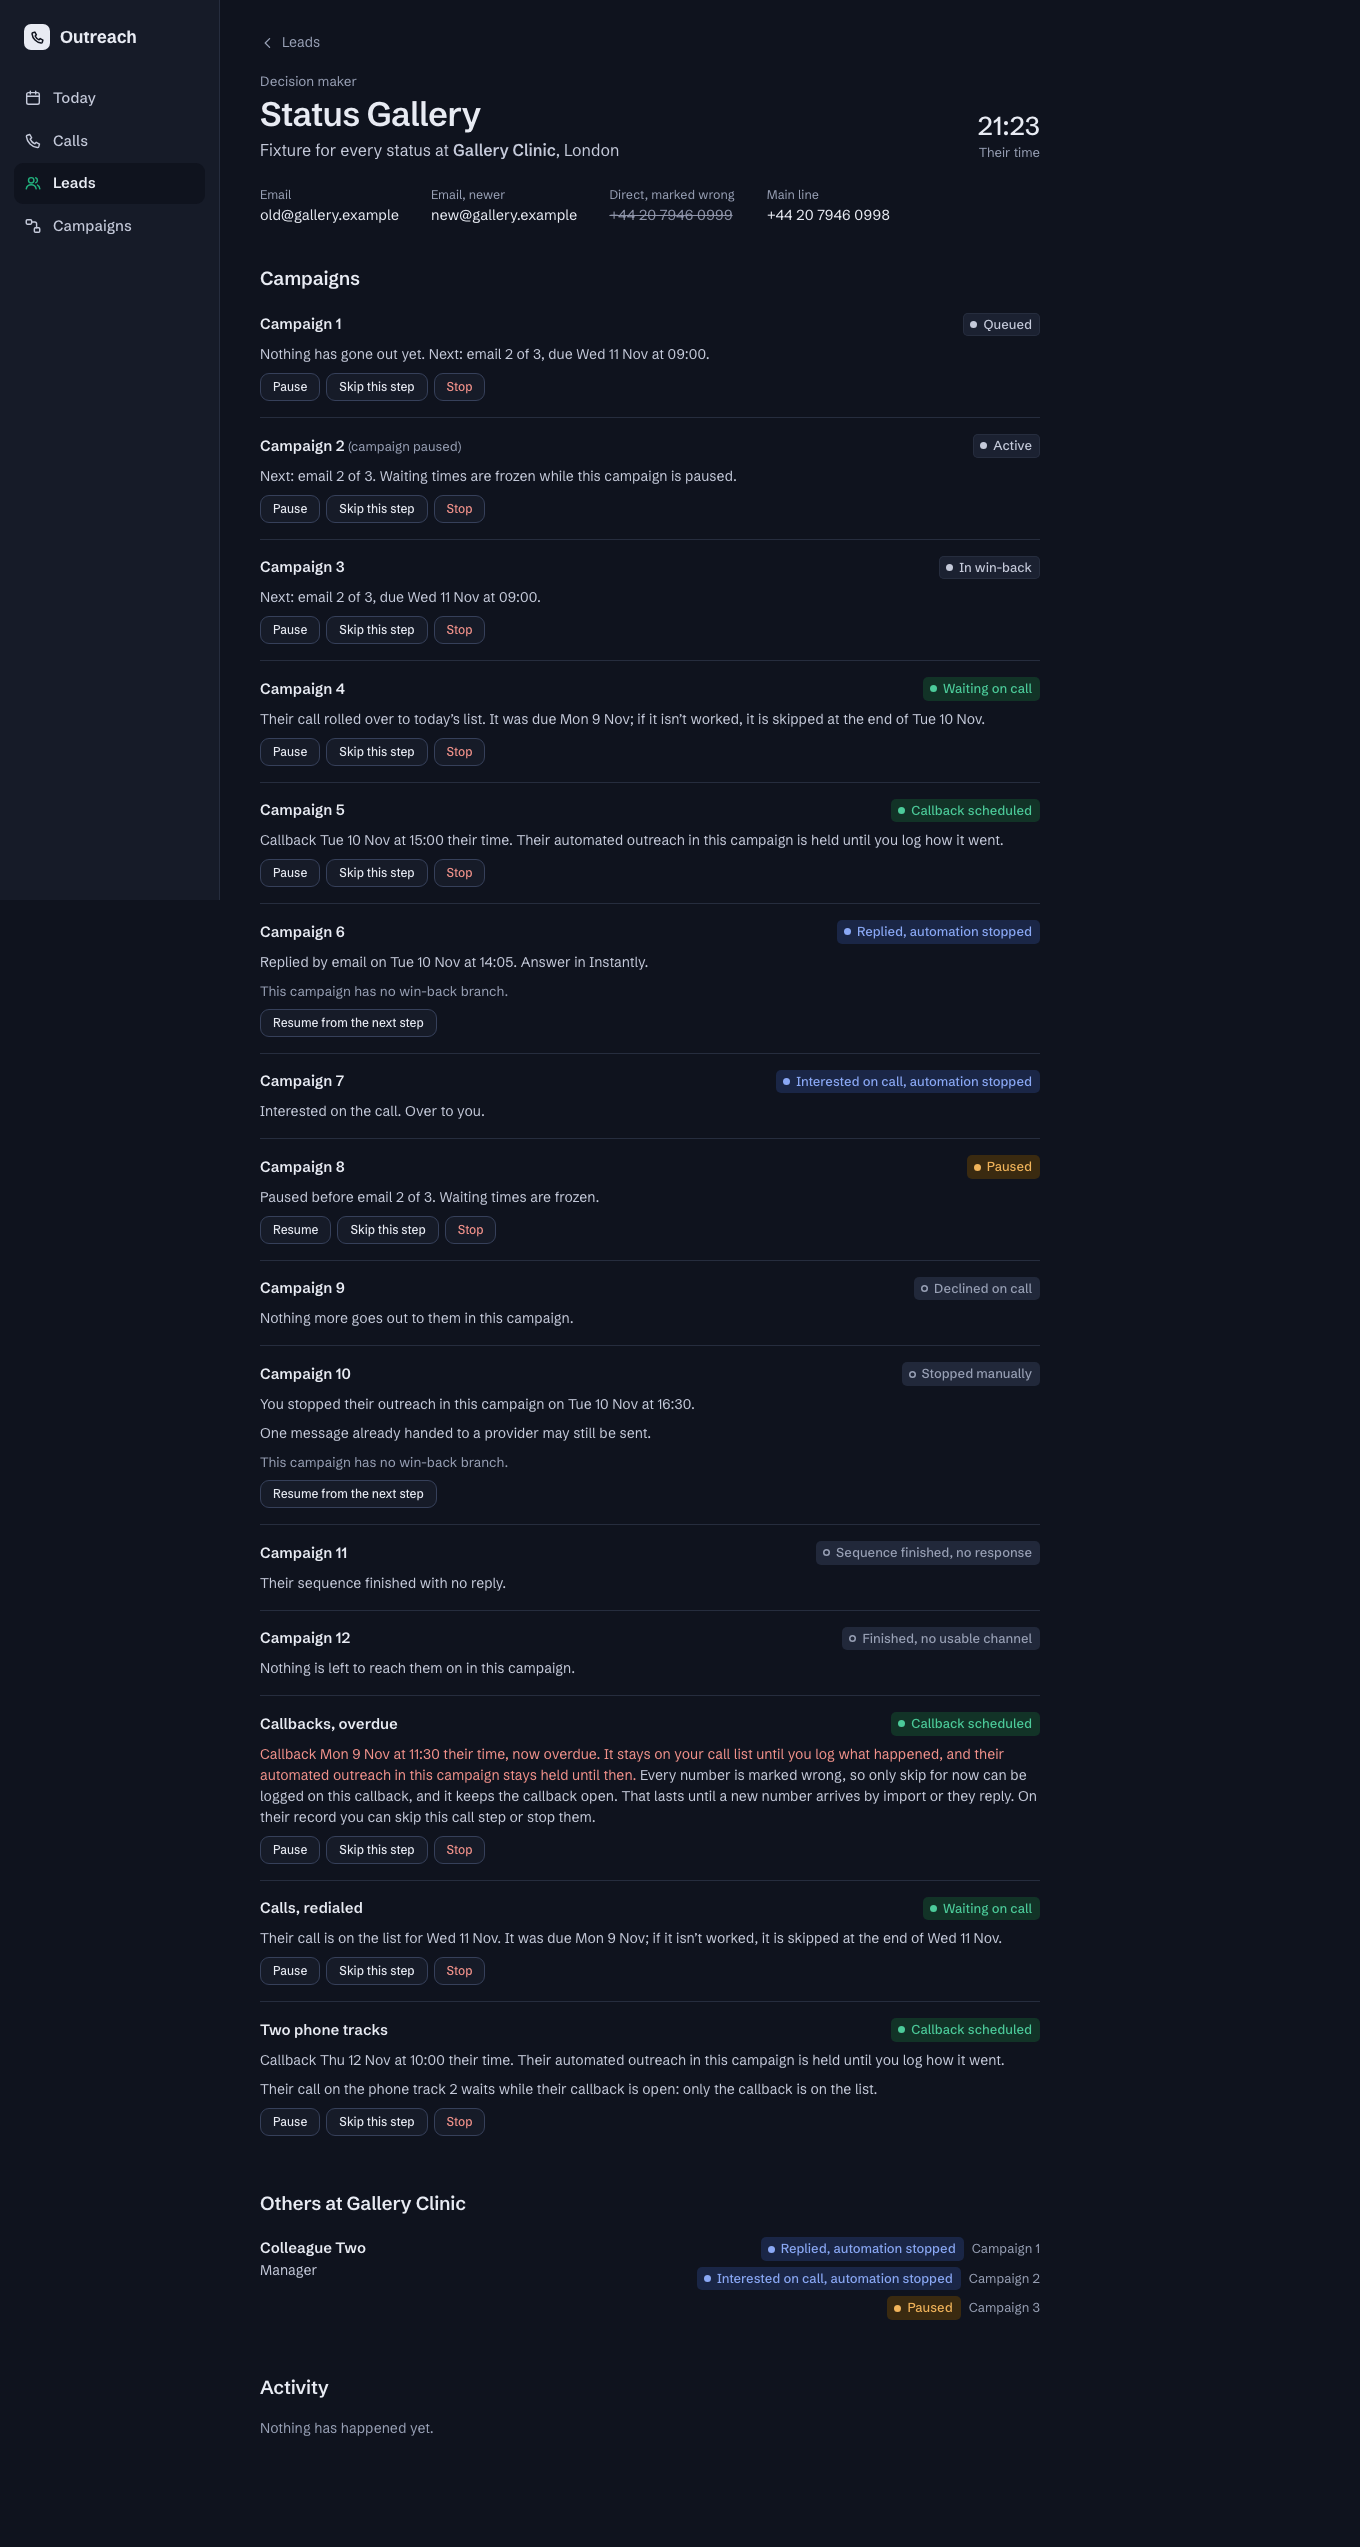 Outreach
Today
Calls
Leads
Campaigns
Leads
Decision maker
Status Gallery
Fixture for every status at Gallery Clinic, London
21:23
Their time
Email
old@gallery.example
Email, newer
new@gallery.example
Direct, marked wrong
+44 20 7946 0999
Main line
+44 20 7946 0998
Campaigns
Campaign 1
Queued
Nothing has gone out yet. Next: email 2 of 3, due Wed 11 Nov at 09:00.
Pause Skip this step Stop
Campaign 2 (campaign paused)
Active
Next: email 2 of 3. Waiting times are frozen while this campaign is paused.
Pause Skip this step Stop
Campaign 3
In win-back
Next: email 2 of 3, due Wed 11 Nov at 09:00.
Pause Skip this step Stop
Campaign 4
Waiting on call
Their call rolled over to today’s list. It was due Mon 9 Nov; if it isn’t worked, it is skipped at the end of Tue 10 Nov.
Pause Skip this step Stop
Campaign 5
Callback scheduled
Callback Tue 10 Nov at 15:00 their time. Their automated outreach in this campaign is held until you log how it went.
Pause Skip this step Stop
Campaign 6
Replied, automation stopped
Replied by email on Tue 10 Nov at 14:05. Answer in Instantly.
This campaign has no win-back branch.
Resume from the next step
Campaign 7
Interested on call, automation stopped
Interested on the call. Over to you.
Campaign 8
Paused
Paused before email 2 of 3. Waiting times are frozen.
Resume Skip this step Stop
Campaign 9
Declined on call
Nothing more goes out to them in this campaign.
Campaign 10
Stopped manually
You stopped their outreach in this campaign on Tue 10 Nov at 16:30.
One message already handed to a provider may still be sent.
This campaign has no win-back branch.
Resume from the next step
Campaign 11
Sequence finished, no response
Their sequence finished with no reply.
Campaign 12
Finished, no usable channel
Nothing is left to reach them on in this campaign.
Callbacks, overdue
Callback scheduled
Callback Mon 9 Nov at 11:30 their time, now overdue. It stays on your call list until you log what happened, and their
automated outreach in this campaign stays held until then. Every number is marked wrong, so only skip for now can be
logged on this callback, and it keeps the callback open. That lasts until a new number arrives by import or they reply. On
their record you can skip this call step or stop them.
Pause Skip this step Stop
Calls, redialed
Waiting on call
Their call is on the list for Wed 11 Nov. It was due Mon 9 Nov; if it isn’t worked, it is skipped at the end of Wed 11 Nov.
Pause Skip this step Stop
Two phone tracks
Callback scheduled
Callback Thu 12 Nov at 10:00 their time. Their automated outreach in this campaign is held until you log how it went.
Their call on the phone track 2 waits while their callback is open: only the callback is on the list.
Pause Skip this step Stop
Others at Gallery Clinic
Colleague Two
Manager
Replied, automation stopped Campaign 1
Interested on call, automation stopped Campaign 2
Paused Campaign 3
Activity
Nothing has happened yet.